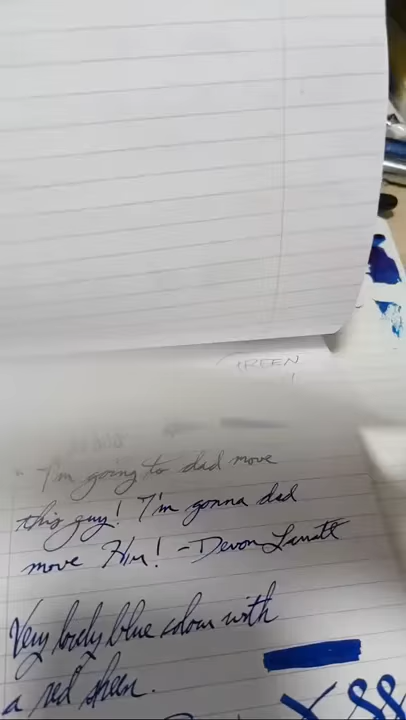 "I'm going to dad move
this guy! I'm gonna dad
move Him! - Devon Larratt
Very lovely blue colour with
a red sheen.